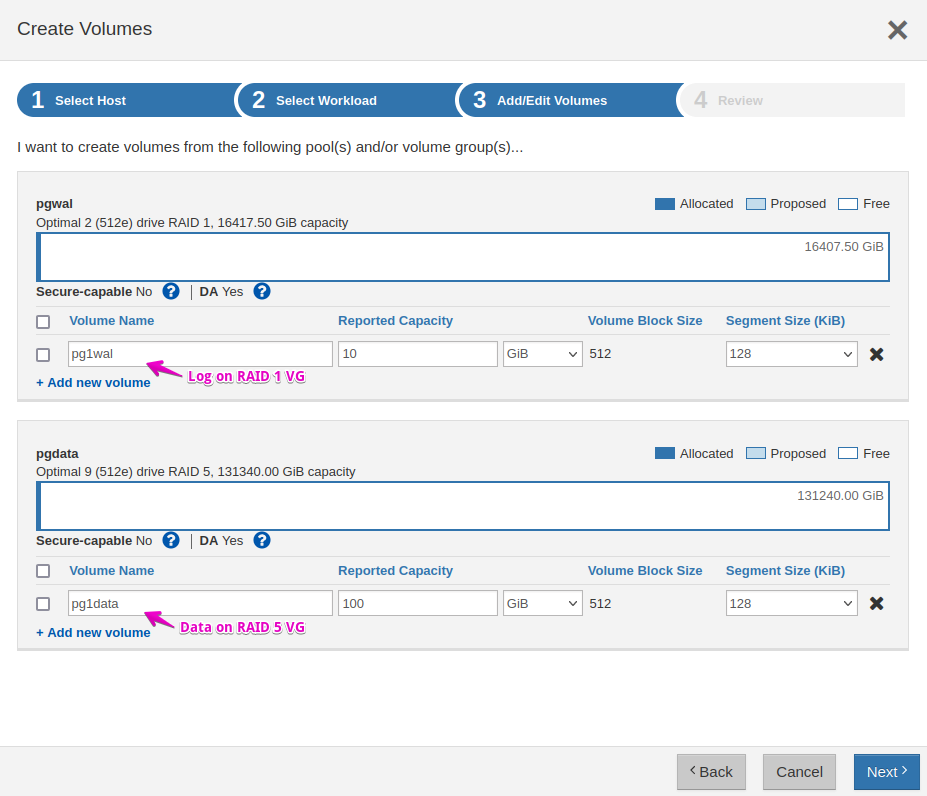 Create Volumes
1 Select Host 2 Select Workload 3 Add/Edit Volumes 4 Review
I want to create volumes from the following pool(s) and/or volume group(s)...
pgwal Allocated Proposed Free
Optimal 2 (512e) drive RAID 1, 16417.50 GiB capacity
16407.50 GiB
Secure-capable No ? | DA Yes ?
Volume Name Reported Capacity Volume Block Size Segment Size (KiB)
pg1wal 10 GiB 512 128
Log on RAID 1 VG
+ Add new volume
pgdata Allocated Proposed Free
Optimal 9 (512e) drive RAID 5, 131340.00 GiB capacity
131240.00 GiB
Secure-capable No ? | DA Yes ?
Volume Name Reported Capacity Volume Block Size Segment Size (KiB)
pg1data 100 GiB 512 128
Data on RAID 5 VG
+ Add new volume
Back Cancel Next